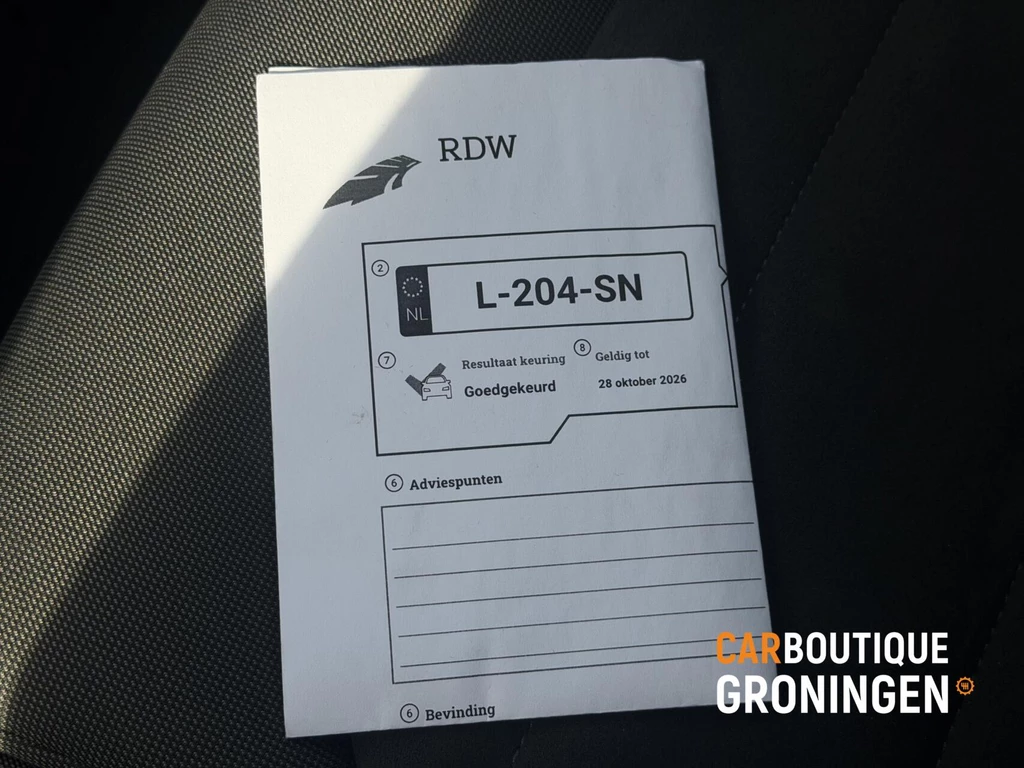 RDW
2
NL
L-204-SN
7
Resultaat keuring
8
Geldig tot
Goedgekeurd
28 oktober 2026
6 Adviespunten
6 Bevinding
CARBOUTIQUE
GRONINGEN